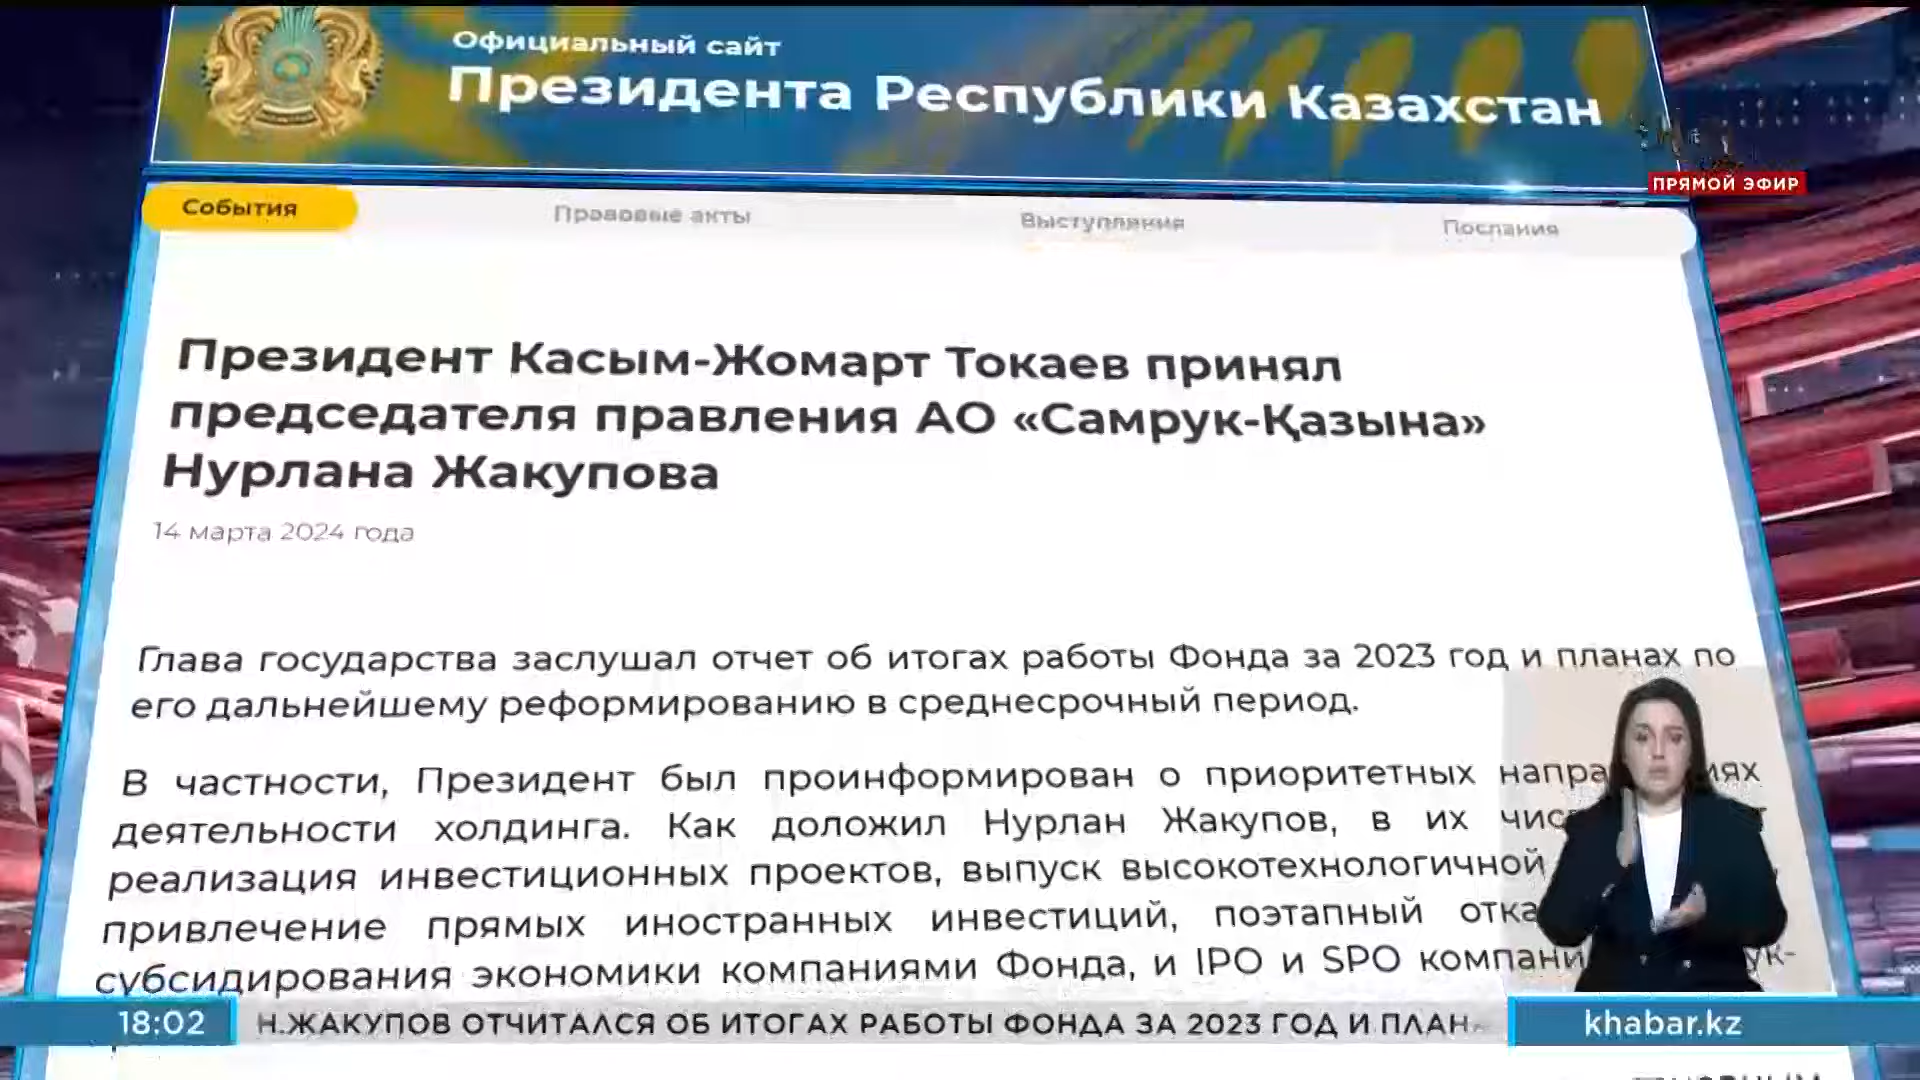 Официальный сайт
Президента Республики Казахстан
ПРЯМОЙ ЭФИР
События Правовые акты Выступления Послания
Президент Касым-Жомарт Токаев принял
председателя правления АО «Самрук-Қазына»
Нурлана Жакупова
14 марта 2024 года
Глава государства заслушал отчет об итогах работы Фонда за 2023 год и планах по
его дальнейшему реформированию в среднесрочный период.
В частности, Президент был проинформирован о приоритетных
деятельности холдинга. Как доложил Нурлан Жакупов, в их
реализация инвестиционных проектов, выпуск высокотехнологичной
привлечение прямых иностранных инвестиций, поэтапный
субсидирования экономики компаниями Фонда, и IPO и SPO
18:02 Н.ЖАКУПОВ ОТЧИТАЛСЯ ОБ ИТОГАХ РАБОТЫ ФОНДА ЗА 2023 ГОД И ПЛАН khabar.kz